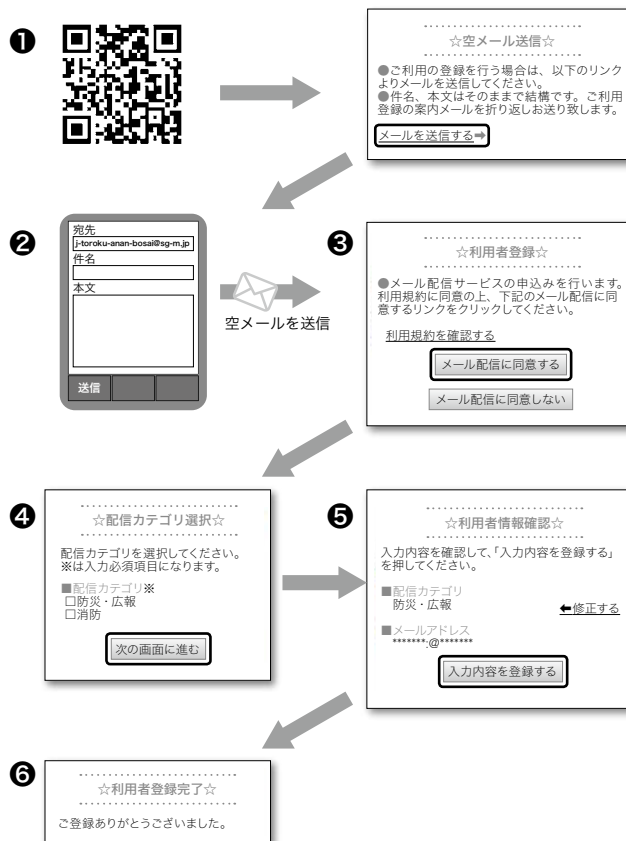 ❶
☆空メール送信☆
●ご利用の登録を行う場合は、以下のリンク
よりメールを送信してください。
●件名、本文はそのままで結構です。ご利用
登録の案内メールを折り返しお送り致します。
メールを送信する➡
❷
宛先
j-toroku-anan-bosai@sg-m.jp
件名
本文
送信
空メールを送信
❸
☆利用者登録☆
●メール配信サービスの申込みを行います。
利用規約に同意の上、下記のメール配信に同
意するリンクをクリックしてください。
利用規約を確認する
メール配信に同意する
メール配信に同意しない
❹
☆配信カテゴリ選択☆
配信カテゴリを選択してください。
※は入力必須項目になります。
■配信カテゴリ※
□防災・広報
□消防
次の画面に進む
❺
☆利用者情報確認☆
入力内容を確認して、「入力内容を登録する」
を押してください。
■配信カテゴリ
防災・広報
⬅修正する
■メールアドレス
*******:@*******
入力内容を登録する
❻
☆利用者登録完了☆
ご登録ありがとうございました。